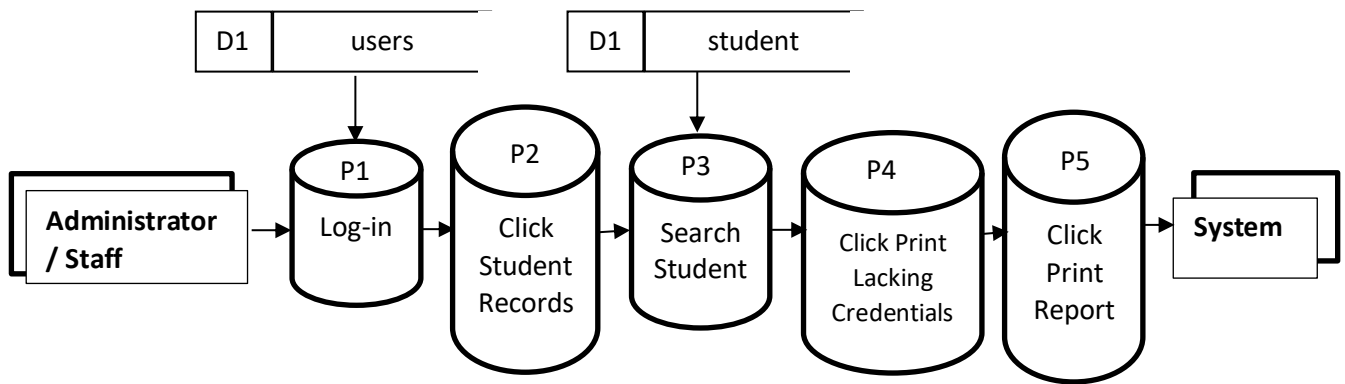 D1 users
D1 student
P1
Log-in
P2
Click
Student
Records
P3
Search
Student
P4
Click Print
Lacking
Credentials
P5
Click
Print
Report
Administrator
/ Staff
System